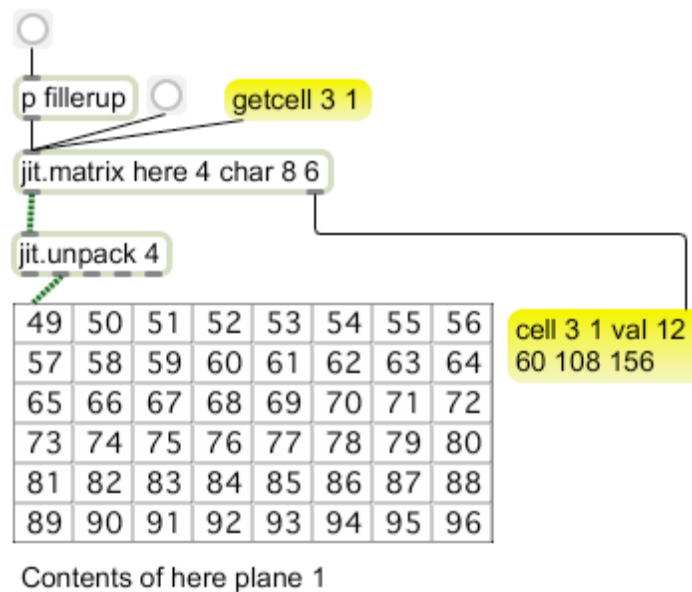 p fillerup
getcell 3 1
jit.matrix here 4 char 8 6
jit.unpack 4
49 50 51 52 53 54 55 56
57 58 59 60 61 62 63 64
65 66 67 68 69 70 71 72
73 74 75 76 77 78 79 80
81 82 83 84 85 86 87 88
89 90 91 92 93 94 95 96
cell 3 1 val 12
60 108 156
Contents of here plane 1